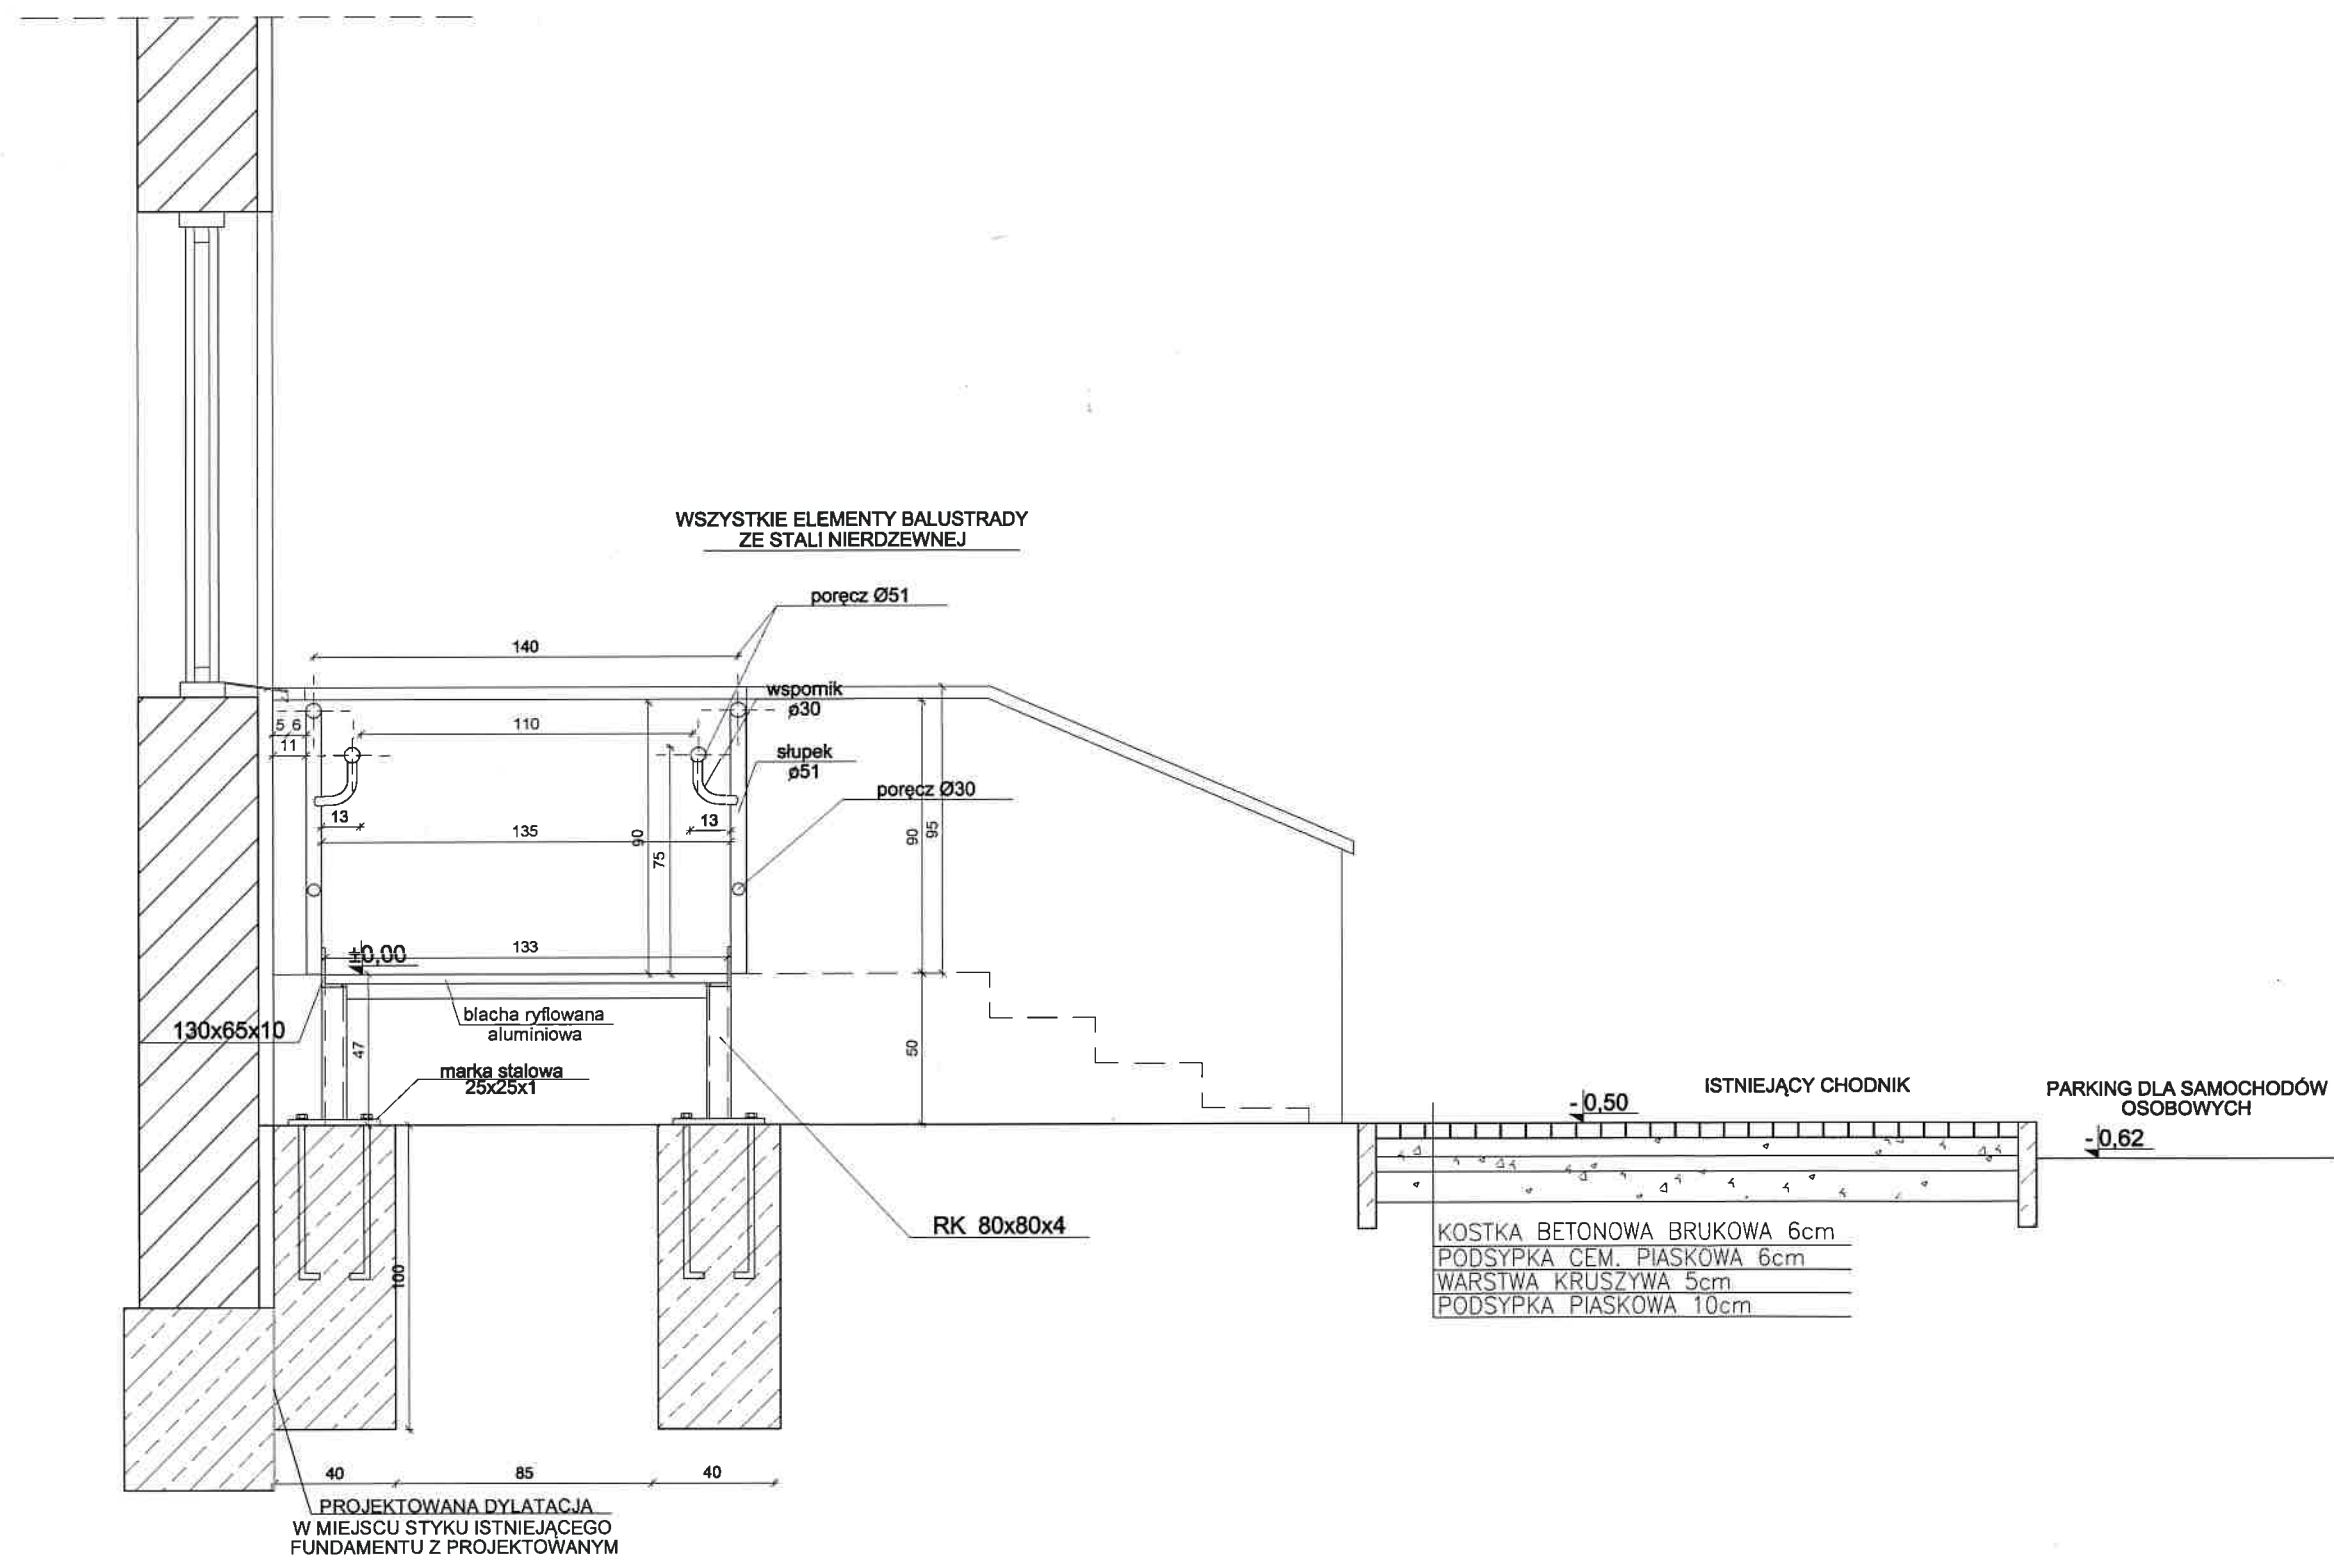 WSZYSTKIE ELEMENTY BALUSTRADY
ZE STALI NIERDZEWNEJ
poręcz Ø51
140
wspornik
ø30
5 6
110
11
słupek
ø51
poręcz Ø30
13
13
135
90
75
90
95
±0,00
133
130x65x10
blacha ryflowana
aluminiowa
47
50
marka stalowa
25x25x1
- 0,50
ISTNIEJĄCY CHODNIK
PARKING DLA SAMOCHODÓW
OSOBOWYCH
- 0,62
RK 80x80x4
KOSTKA BETONOWA BRUKOWA 6cm
PODSYPKA CEM. PIASKOWA 6cm
WARSTWA KRUSZYWA 5cm
PODSYPKA PIASKOWA 10cm
100
40
85
40
PROJEKTOWANA DYLATACJA
W MIEJSCU STYKU ISTNIEJĄCEGO
FUNDAMENTU Z PROJEKTOWANYM